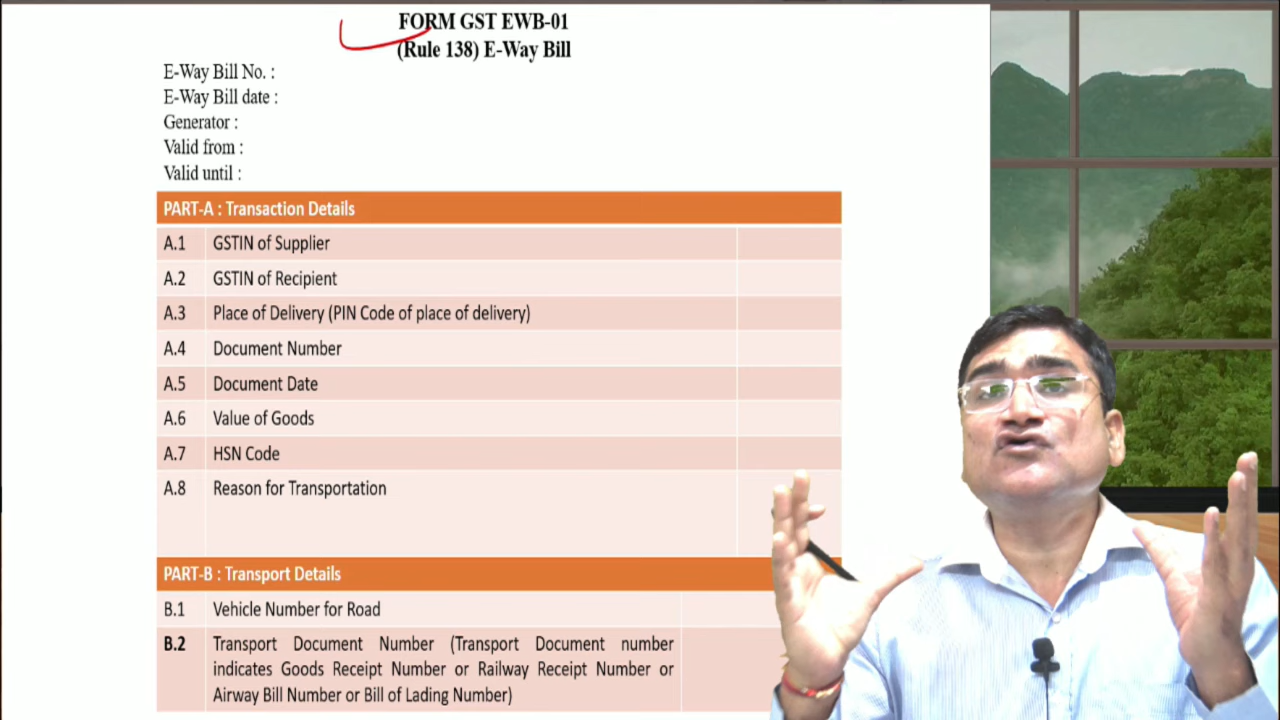 FORM GST EWB-01
(Rule 138) E-Way Bill
E-Way Bill No. :
E-Way Bill date :
Generator :
Valid from :
Valid until :
PART-A : Transaction Details
A.1 GSTIN of Supplier
A.2 GSTIN of Recipient
A.3 Place of Delivery (PIN Code of place of delivery)
A.4 Document Number
A.5 Document Date
A.6 Value of Goods
A.7 HSN Code
A.8 Reason for Transportation
PART-B : Transport Details
B.1 Vehicle Number for Road
B.2 Transport Document Number (Transport Document number
indicates Goods Receipt Number or Railway Receipt Number or
Airway Bill Number or Bill of Lading Number)